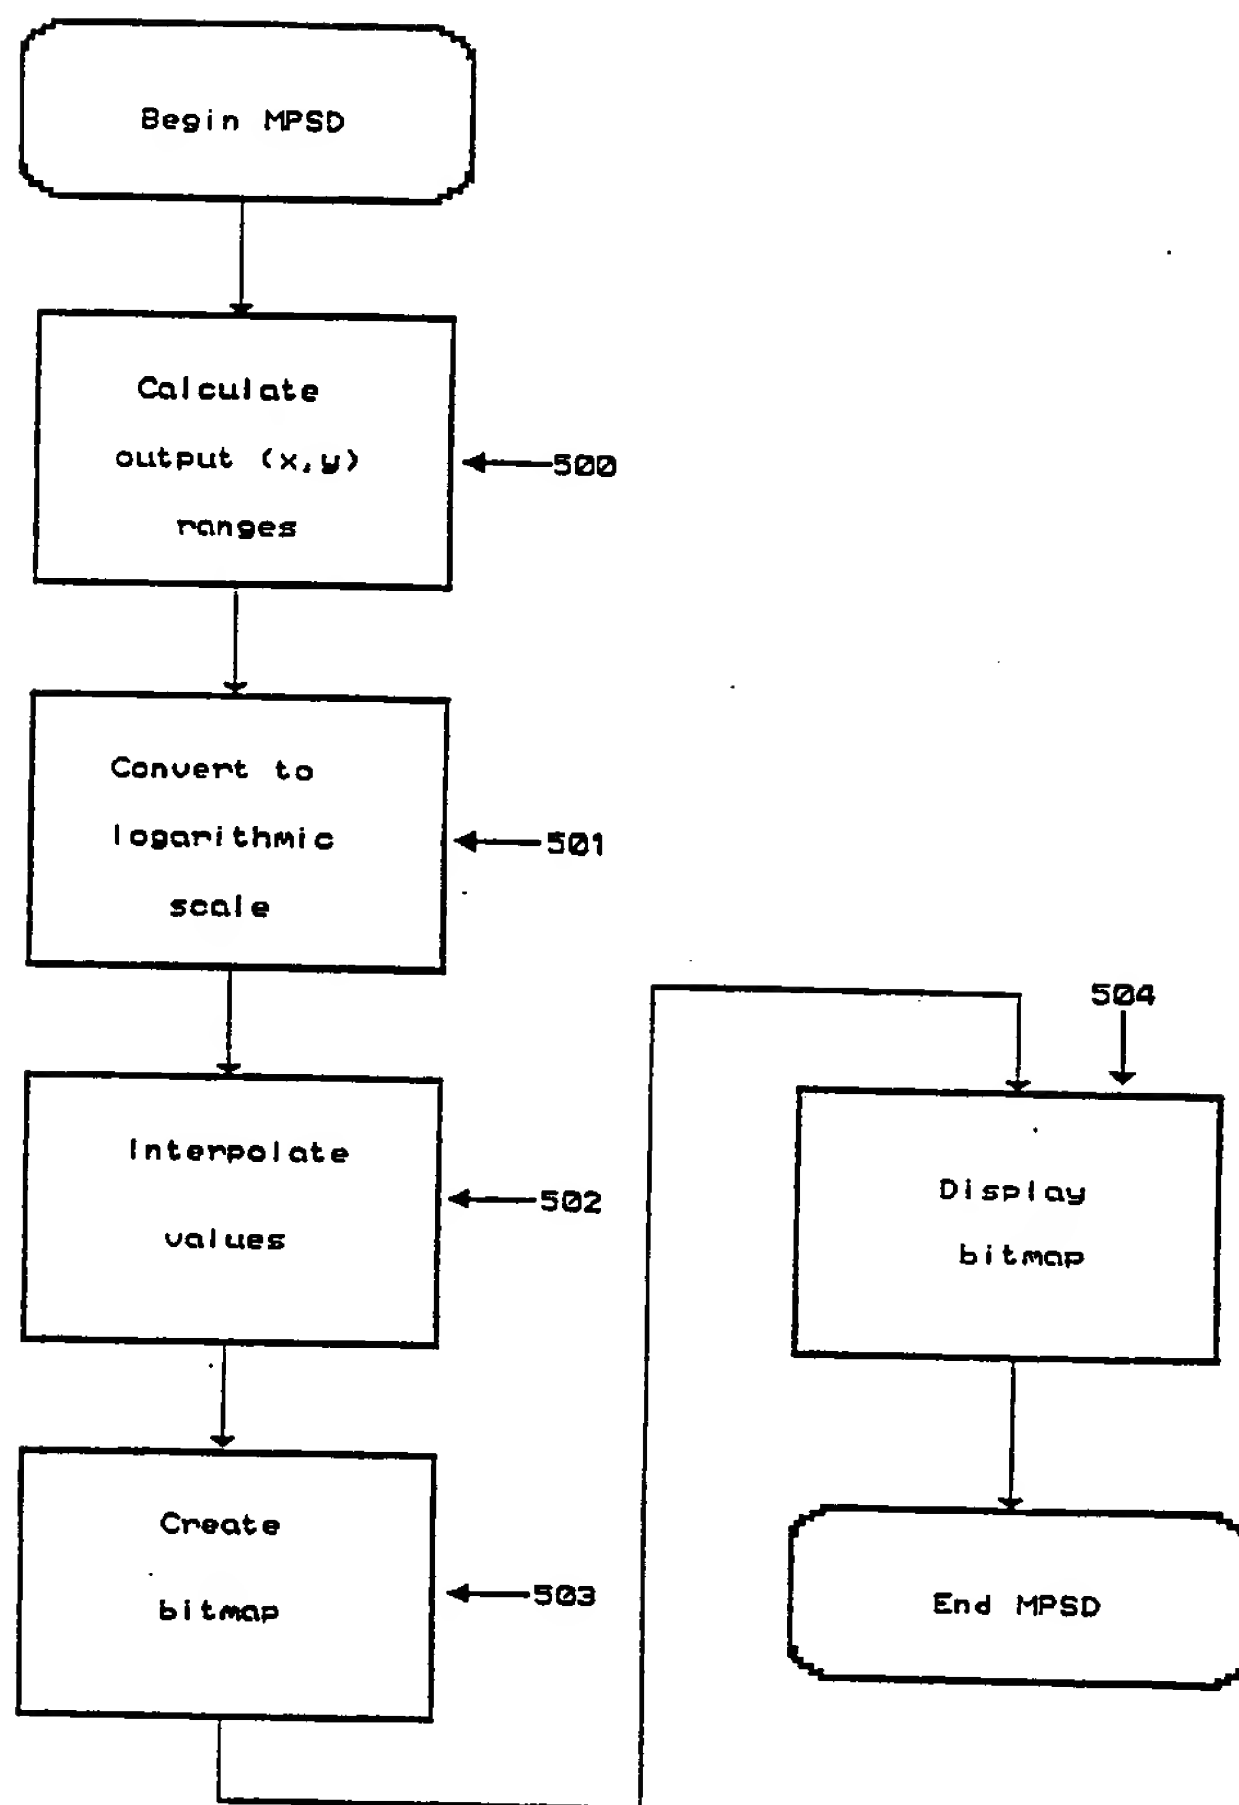 Begin MPSD
Calculate
output (x,y)
ranges
500
Convert to
logarithmic
scale
501
Interpolate
values
502
Create
bitmap
503
504
Display
bitmap
End MPSD